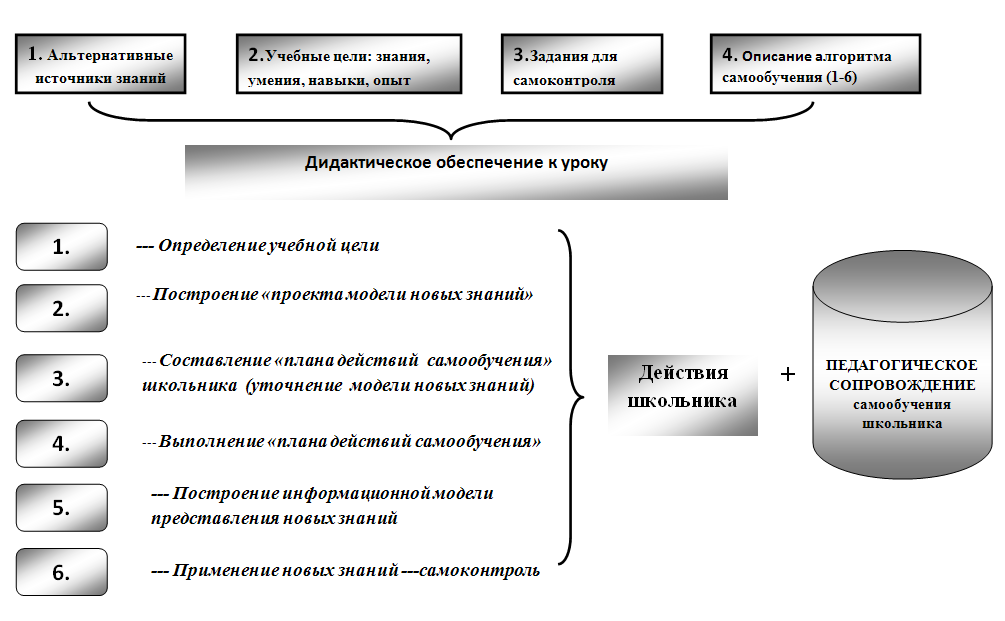 1. Альтернативные
источники знаний
2.Учебные цели: знания,
умения, навыки, опыт
3.Задания для
самоконтроля
4. Описание алгоритма
самообучения (1-6)
Дидактическое обеспечение к уроку
1.
--- Определение учебной цели
2.
--- Построение «проекта модели новых знаний»
3.
--- Составление «плана действий самообучения»
школьника (уточнение модели новых знаний)
4.
--- Выполнение «плана действий самообучения»
5.
--- Построение информационной модели
представления новых знаний
6.
--- Применение новых знаний ---самоконтроль
Действия
школьника
+
ПЕДАГОГИЧЕСКОЕ
СОПРОВОЖДЕНИЕ
самообучения
школьника